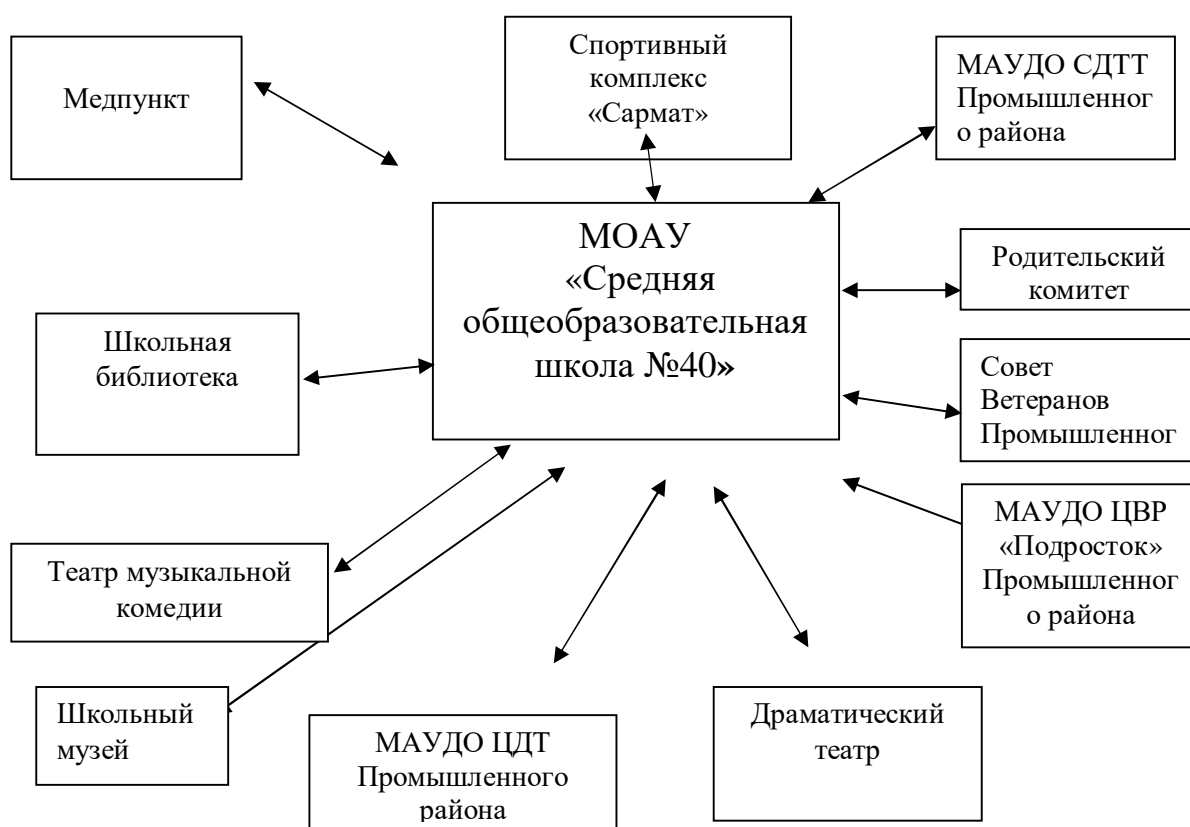 Медпункт
Спортивный
комплекс
«Сармат»
МАУДО СДТТ
Промышленног
о района
МОАУ
«Средняя
общеобразовательная
школа №40»
Родительский
комитет
Школьная
библиотека
Совет
Ветеранов
Промышленног
МАУДО ЦВР
«Подросток»
Промышленног
о района
Театр музыкальной
комедии
Школьный
музей
МАУДО ЦДТ
Промышленного
района
Драматический
театр